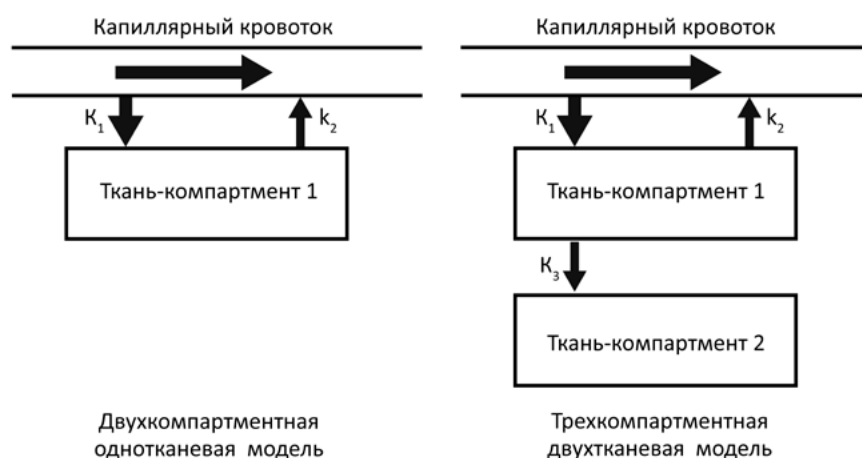 Капиллярный кровоток
K1
k2
Ткань-компартмент 1
Двухкомпартментная
однотканевая модель
Капиллярный кровоток
K1
k2
Ткань-компартмент 1
K3
Ткань-компартмент 2
Трехкомпартментная
двухтканевая модель